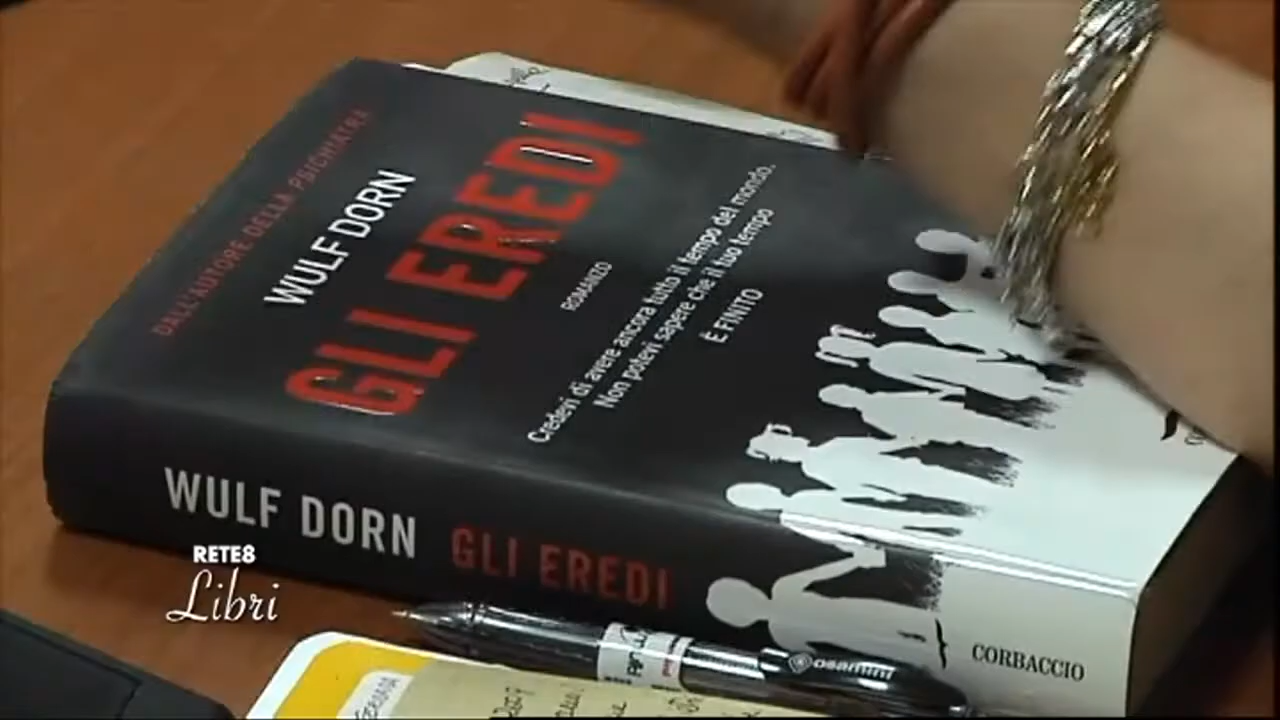 DALL'AUTORE DELLA PSICHIATRA
WULF DORN
GLI EREDI
ROMANZO
Credevi di avere ancora tutto il tempo del mondo.
Non potevi sapere che il tuo tempo
È FINITO
WULF DORN GLI EREDI
CORBACCIO
RETE8
Libri